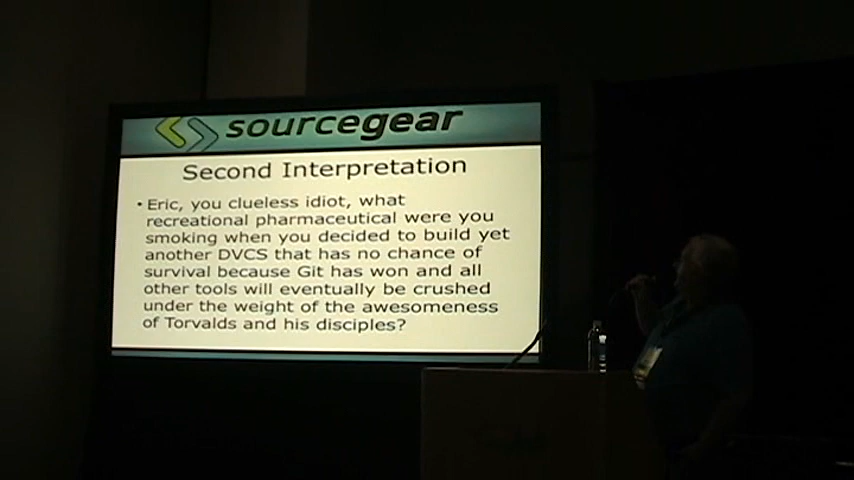 sourcegear
Second Interpretation
• Eric, you clueless idiot, what
recreational pharmaceutical were you
smoking when you decided to build yet
another DVCS that has no chance of
survival because Git has won and all
other tools will eventually be crushed
under the weight of the awesomeness
of Torvalds and his disciples?